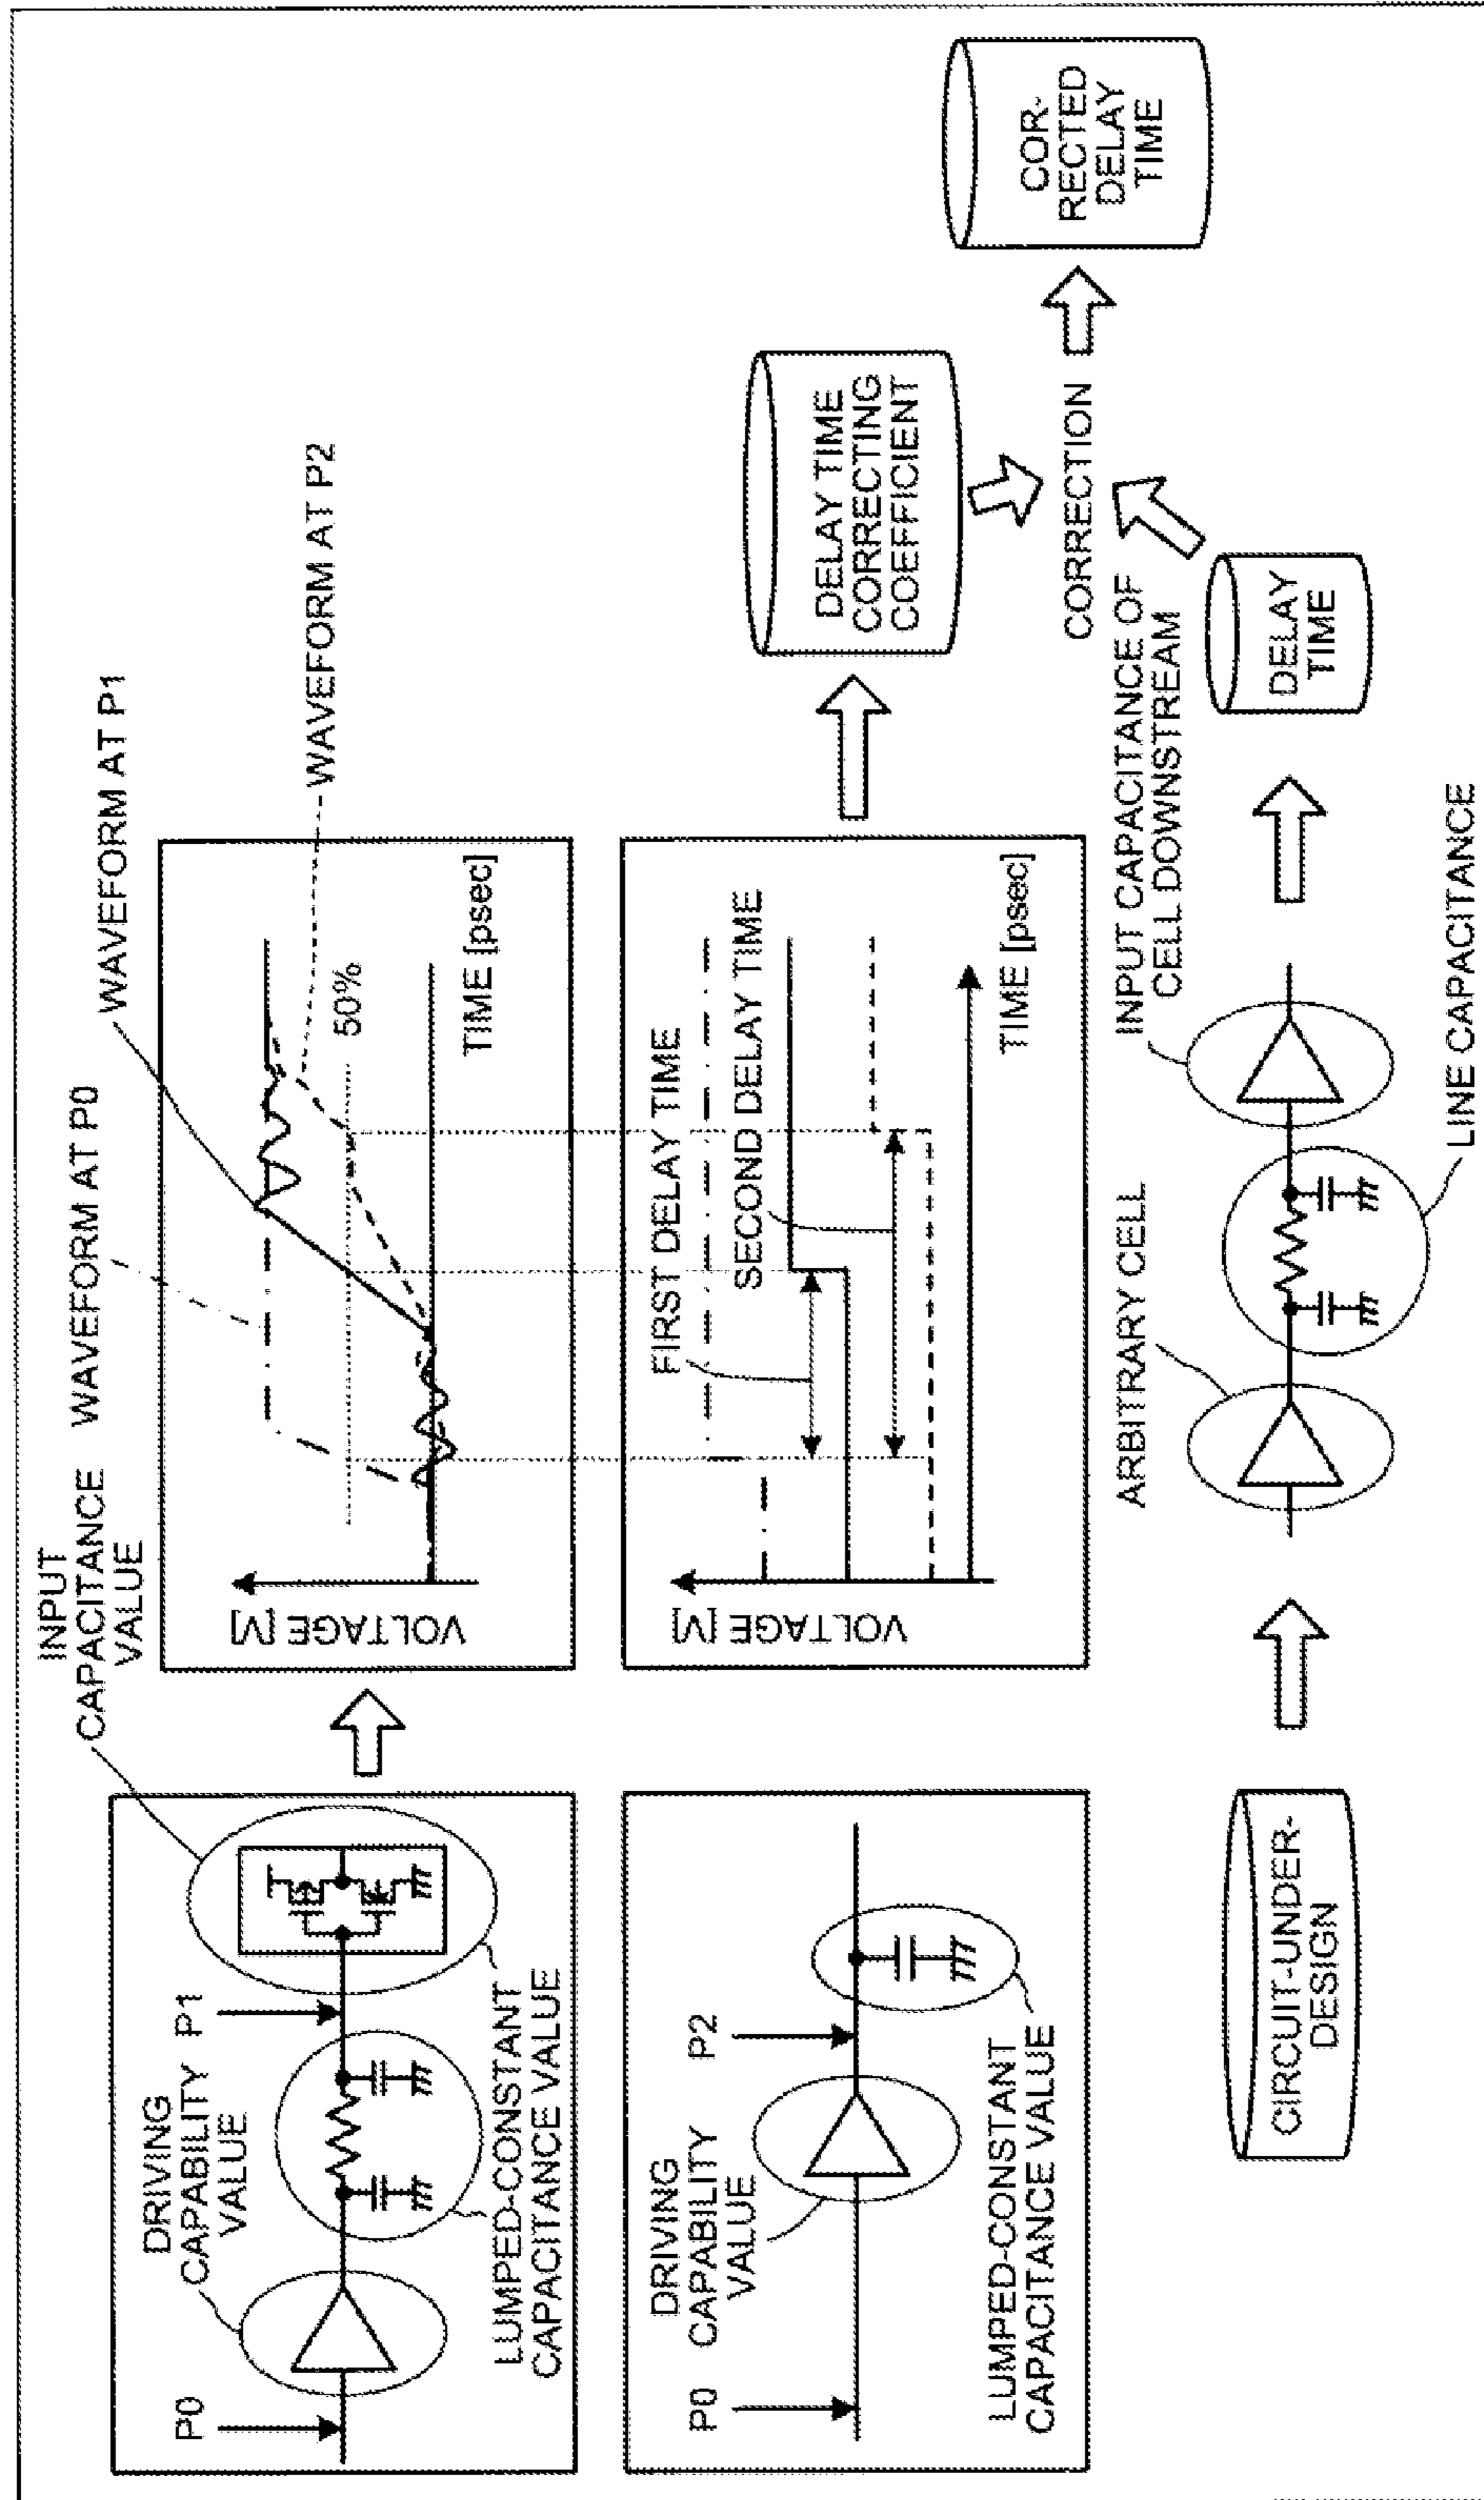 INPUT
CAPACITANCE
VALUE
WAVEFORM AT P0
WAVEFORM AT P1
WAVEFORM AT P2
P0
DRIVING
CAPABILITY
VALUE
P1
LUMPED-CONSTANT
CAPACITANCE VALUE
VOLTAGE [V]
50%
TIME [psec]
P0
DRIVING
CAPABILITY
VALUE
P2
LUMPED-CONSTANT
CAPACITANCE VALUE
VOLTAGE [V]
FIRST DELAY TIME
SECOND DELAY TIME
TIME [psec]
DELAY TIME
CORRECTING
COEFFICIENT
CORRECTION
COR-
RECTED
DELAY
TIME
CIRCUIT-UNDER-
DESIGN
ARBITRARY CELL
INPUT CAPACITANCE OF
CELL DOWNSTREAM
LINE CAPACITANCE
DELAY
TIME